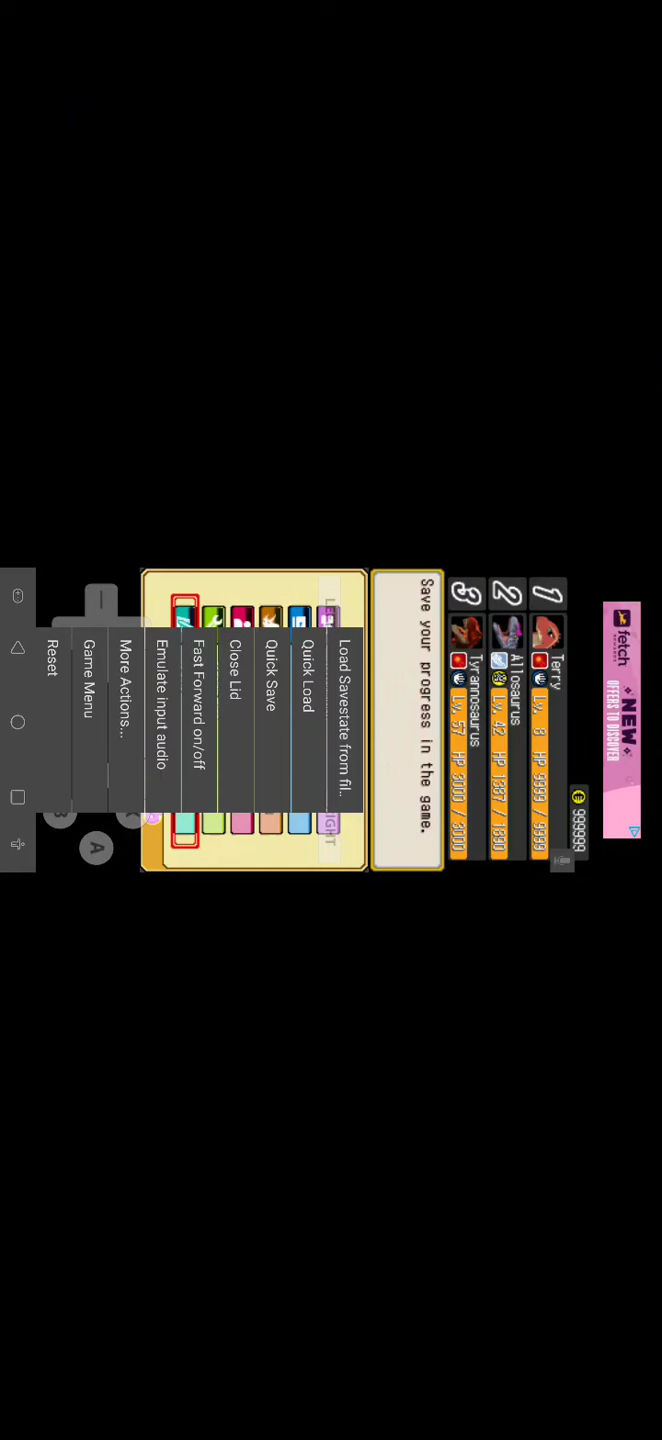 fetch
REWARDS
NEW
OFFERS TO DISCOVER
999999
1
Terry
Lv. 8 HP 9999 / 9999
2
Allosaurus
Lv. 42 HP 1387 / 1890
3
Tyrannosaurus
Lv. 57 HP 3000 / 3000
Save your progress in the game.
Load Savestate from fil..
Quick Load
Quick Save
Close Lid
Fast Forward on/off
Emulate input audio
More Actions...
Game Menu
Reset
A